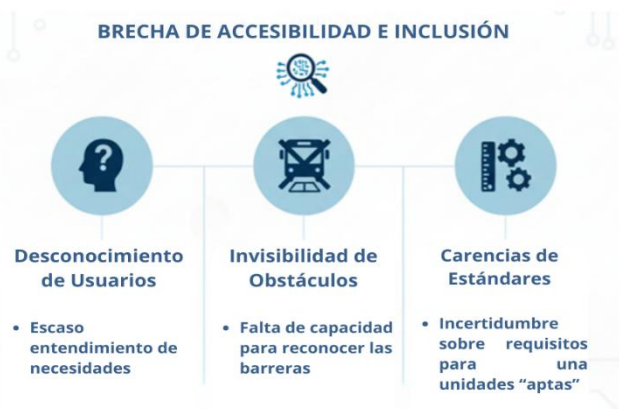 BRECHA DE ACCESIBILIDAD E INCLUSIÓN
?
Desconocimiento
de Usuarios
• Escaso
entendimiento de
necesidades
Invisibilidad de
Obstáculos
• Falta de capacidad
para reconocer las
barreras
Carencias de
Estándares
• Incertidumbre
sobre requisitos
para una
unidades “aptas”